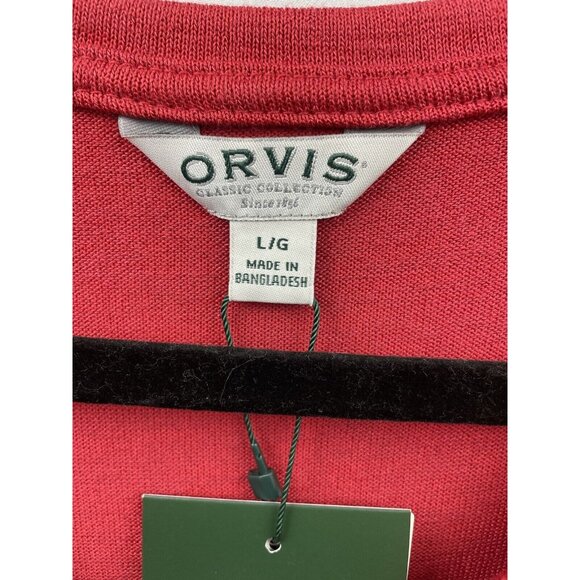 ORVIS®
CLASSIC COLLECTION
Since 1856
L/G
MADE IN
BANGLADESH